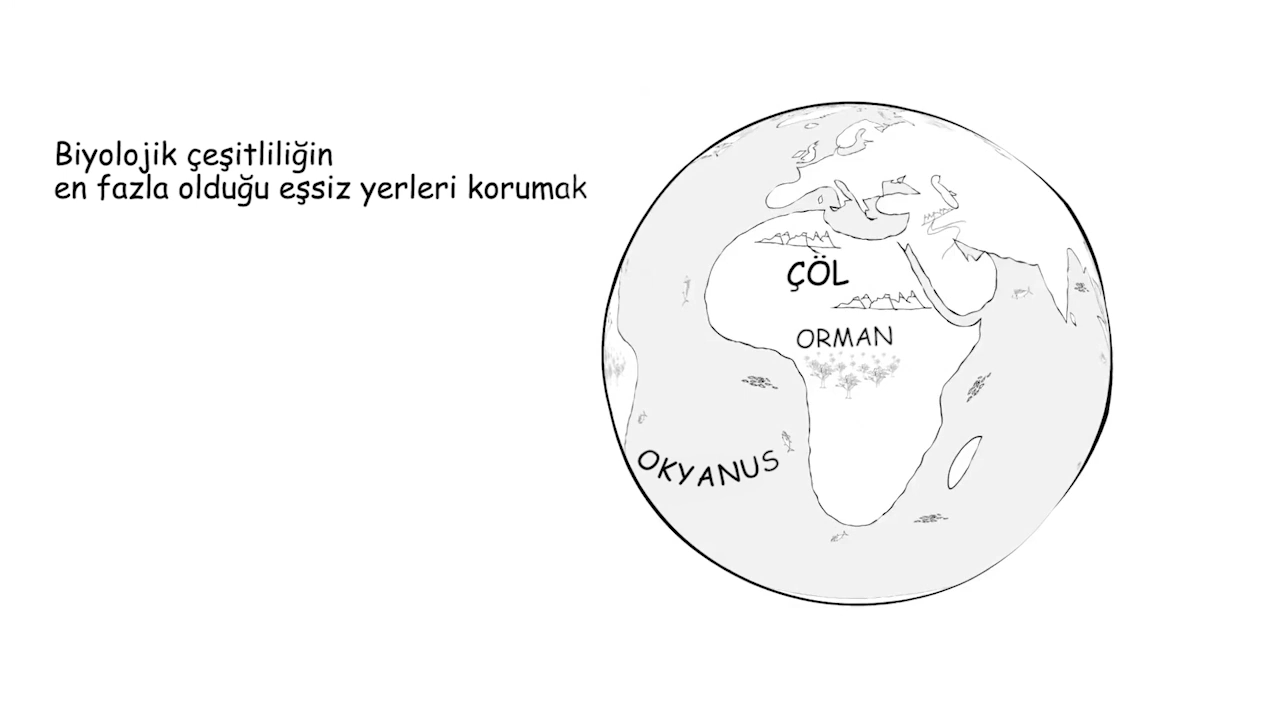 Biyolojik çeşitliliğin
en fazla olduğu eşsiz yerleri korumak
ÇÖL
ORMAN
OKYANUS